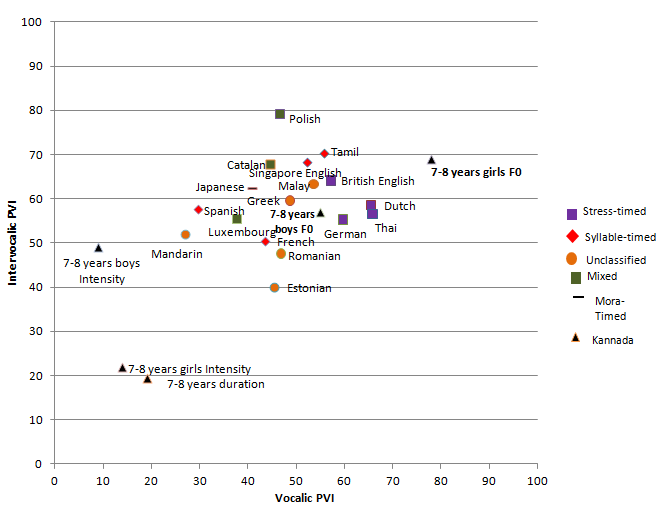 100
90
80
70
60
50
40
30
20
10
0
Intervocalic PVI
Polish
Tamil
Catalan
Singapore English
7-8 years girls F0
British English
Malay
Japanese
Greek
Dutch
Spanish
7-8 years
boys F0
Thai
Luxembourg
German
French
Mandarin
Romanian
7-8 years boys
Intensity
Estonian
7-8 years girls Intensity
7-8 years duration
0 10 20 30 40 50 60 70 80 90 100
Vocalic PVI
Stress-timed
Syllable-timed
Unclassified
Mixed
Mora-
Timed
Kannada